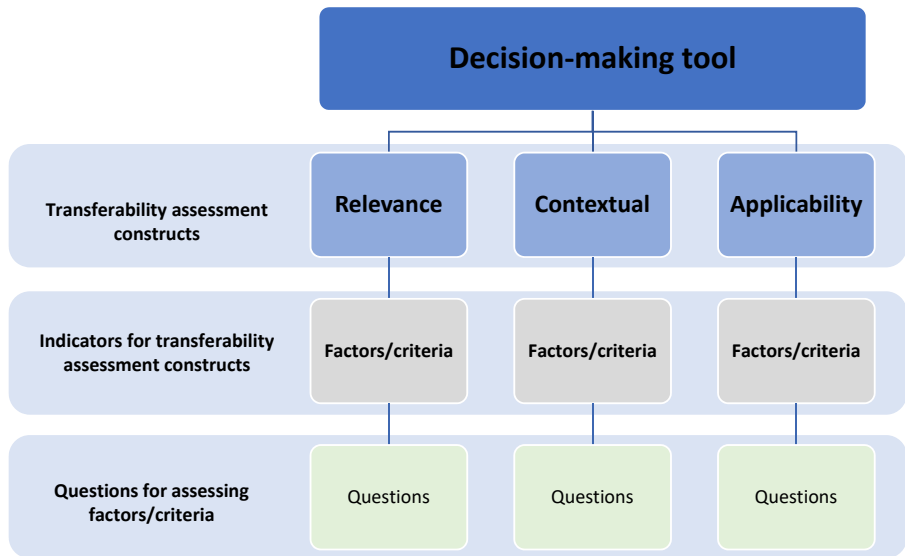 Decision-making tool
Transferability assessment
constructs
Relevance
Contextual
Applicability
Indicators for transferability
assessment constructs
Factors/criteria
Factors/criteria
Factors/criteria
Questions for assessing
factors/criteria
Questions
Questions
Questions